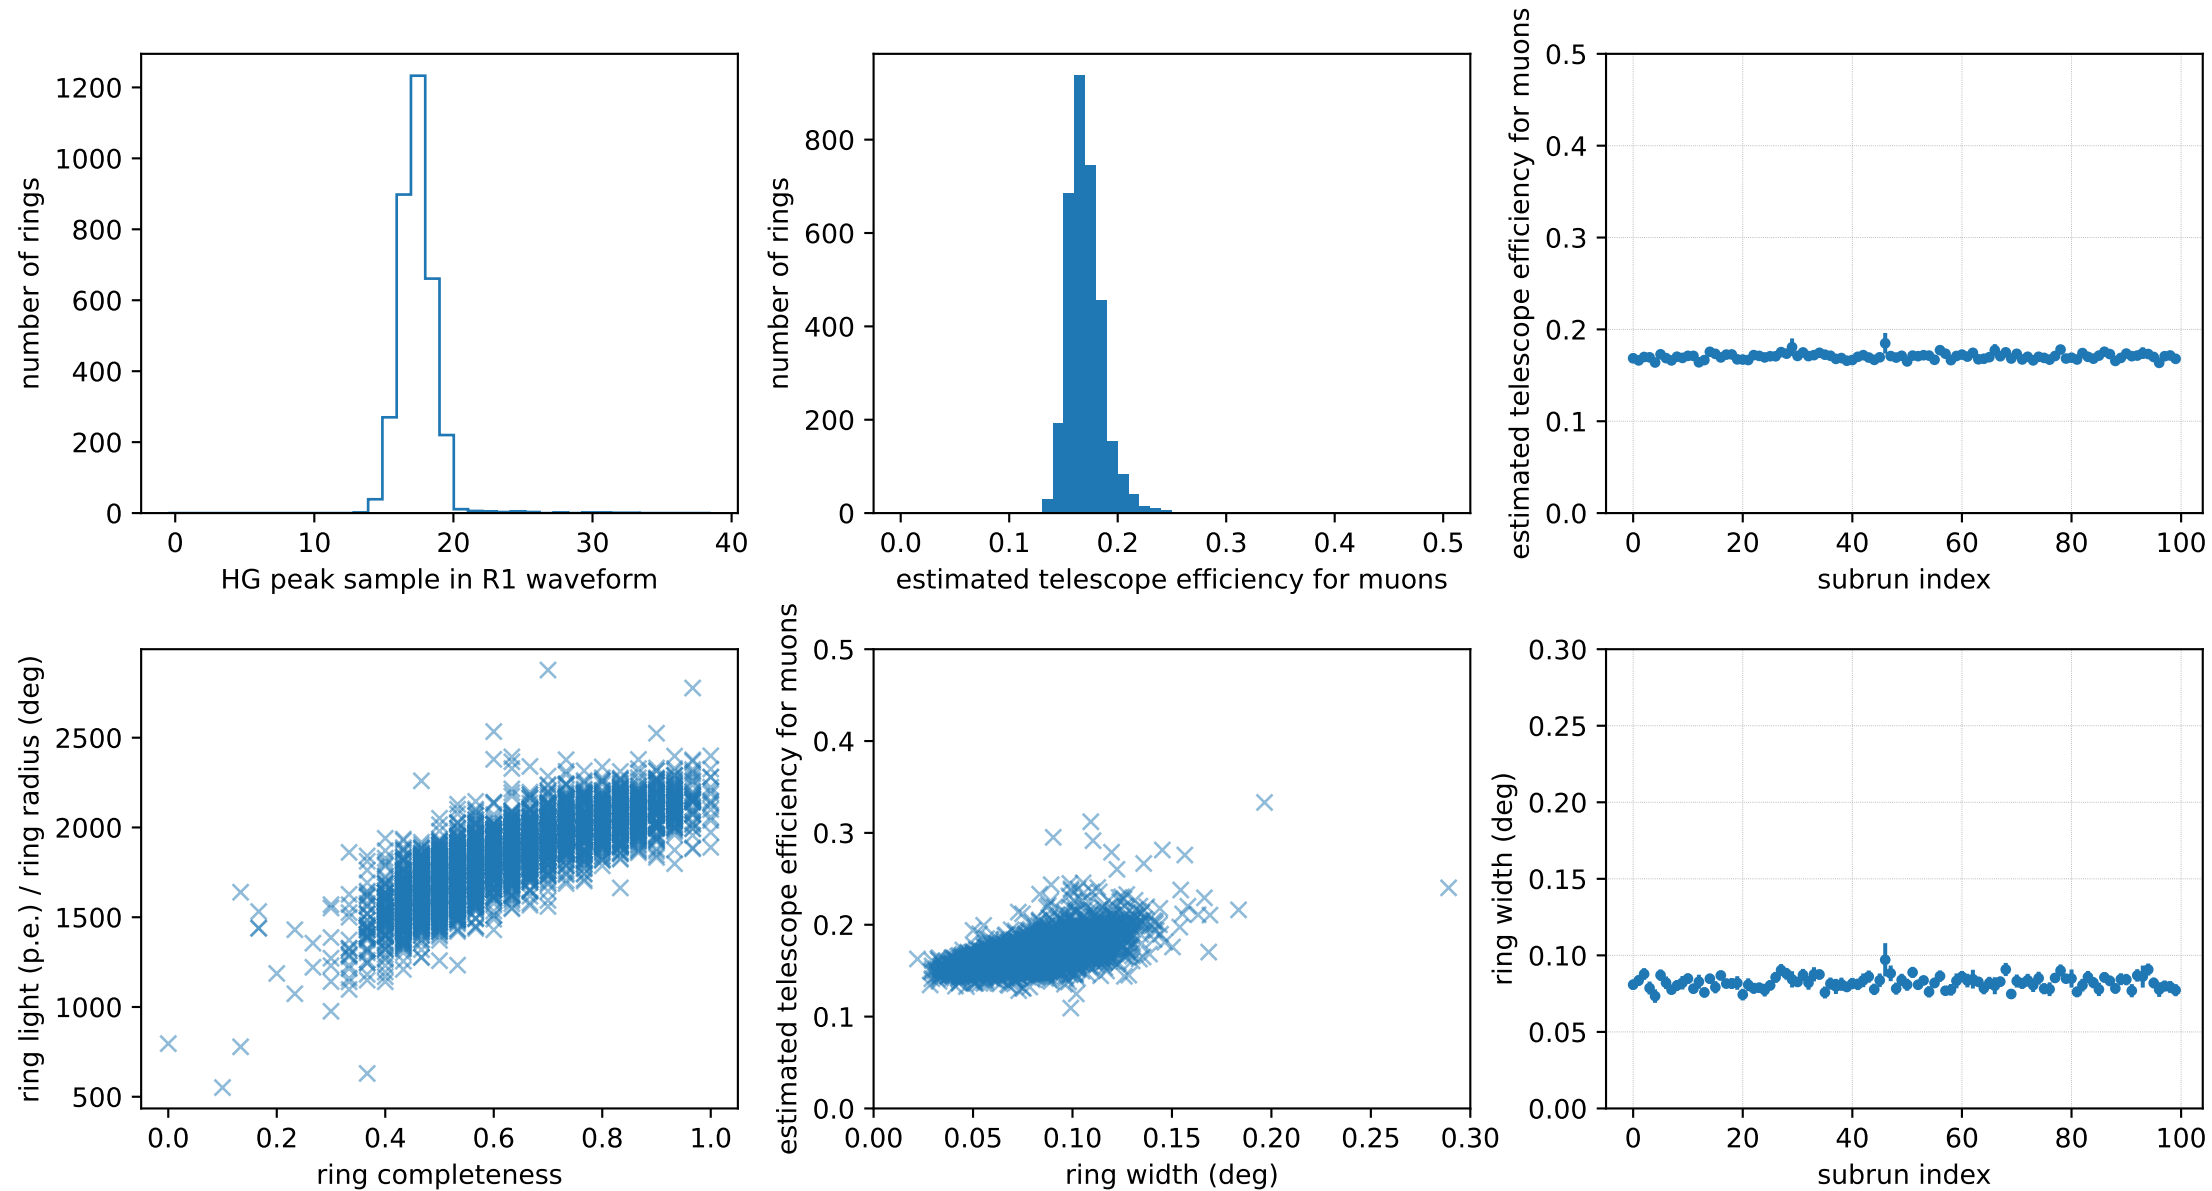 number of rings
1200
1000
800
600
400
200
0
0 10 20 30 40
HG peak sample in R1 waveform
number of rings
800
600
400
200
0
0.0 0.1 0.2 0.3 0.4 0.5
estimated telescope efficiency for muons
estimated telescope efficiency for muons
0.5
0.4
0.3
0.2
0.1
0.0
0 20 40 60 80 100
subrun index
ring light (p.e.) / ring radius (deg)
2500
2000
1500
1000
500
0.0 0.2 0.4 0.6 0.8 1.0
ring completeness
estimated telescope efficiency for muons
0.5
0.4
0.3
0.2
0.1
0.0
0.00 0.05 0.10 0.15 0.20 0.25 0.30
ring width (deg)
ring width (deg)
0.30
0.25
0.20
0.15
0.10
0.05
0.00
0 20 40 60 80 100
subrun index